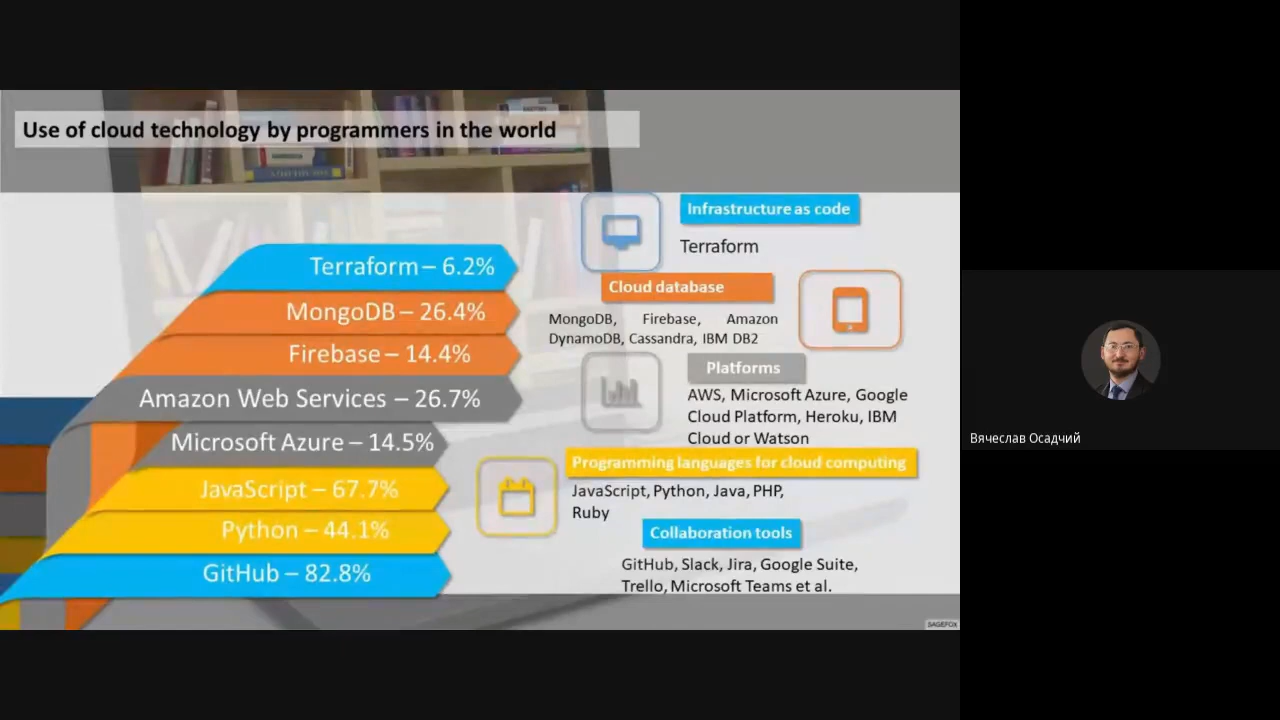 Use of cloud technology by programmers in the world
Terraform – 6.2%
MongoDB – 26.4%
Firebase – 14.4%
Amazon Web Services – 26.7%
Microsoft Azure – 14.5%
JavaScript – 67.7%
Python – 44.1%
GitHub – 82.8%
Infrastructure as code
Terraform
Cloud database
MongoDB, Firebase, Amazon
DynamoDB, Cassandra, IBM DB2
Platforms
AWS, Microsoft Azure, Google
Cloud Platform, Heroku, IBM
Cloud or Watson
Programming languages for cloud computing
JavaScript, Python, Java, PHP,
Ruby
Collaboration tools
GitHub, Slack, Jira, Google Suite,
Trello, Microsoft Teams et al.
SAGEFOX
Вячеслав Осадчий